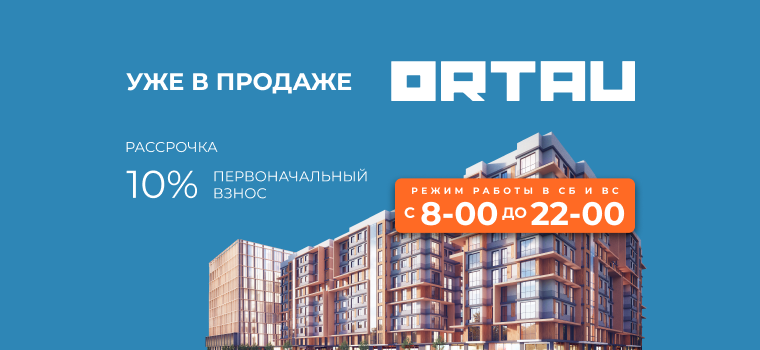 УЖЕ В ПРОДАЖЕ
ORTAU
РАССРОЧКА
10% ПЕРВОНАЧАЛЬНЫЙ
ВЗНОС
РЕЖИМ РАБОТЫ В СБ И ВС
С 8-00 ДО 22-00